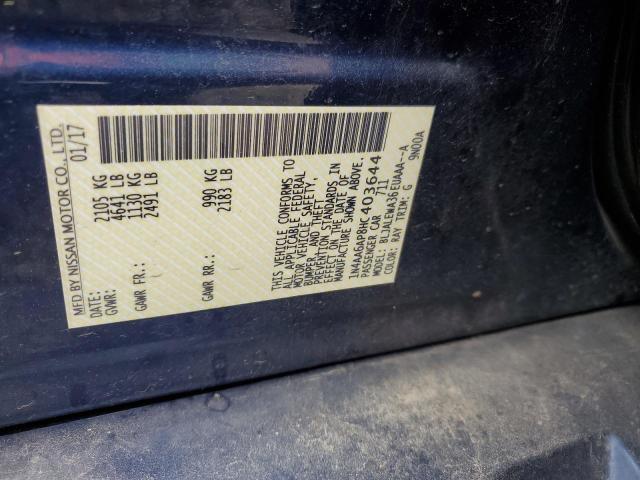 MFD BY NISSAN MOTOR CO., LTD.
DATE: 01/17
GVWR: 2105 KG
4641 LB
GAWR FR.: 1130 KG
2491 LB
GAWR RR.: 990 KG
2183 LB
THIS VEHICLE CONFORMS TO
ALL APPLICABLE FEDERAL
MOTOR VEHICLE SAFETY,
BUMPER, AND THEFT
PREVENTION STANDARDS IN
EFFECT ON THE DATE OF
MANUFACTURE SHOWN ABOVE.
1N4AA6AP8HC403644
PASSENGER CAR 711
MODEL: BLJALEWA36EUAAA--A
COLOR: RAY TRIM: G 9N00A